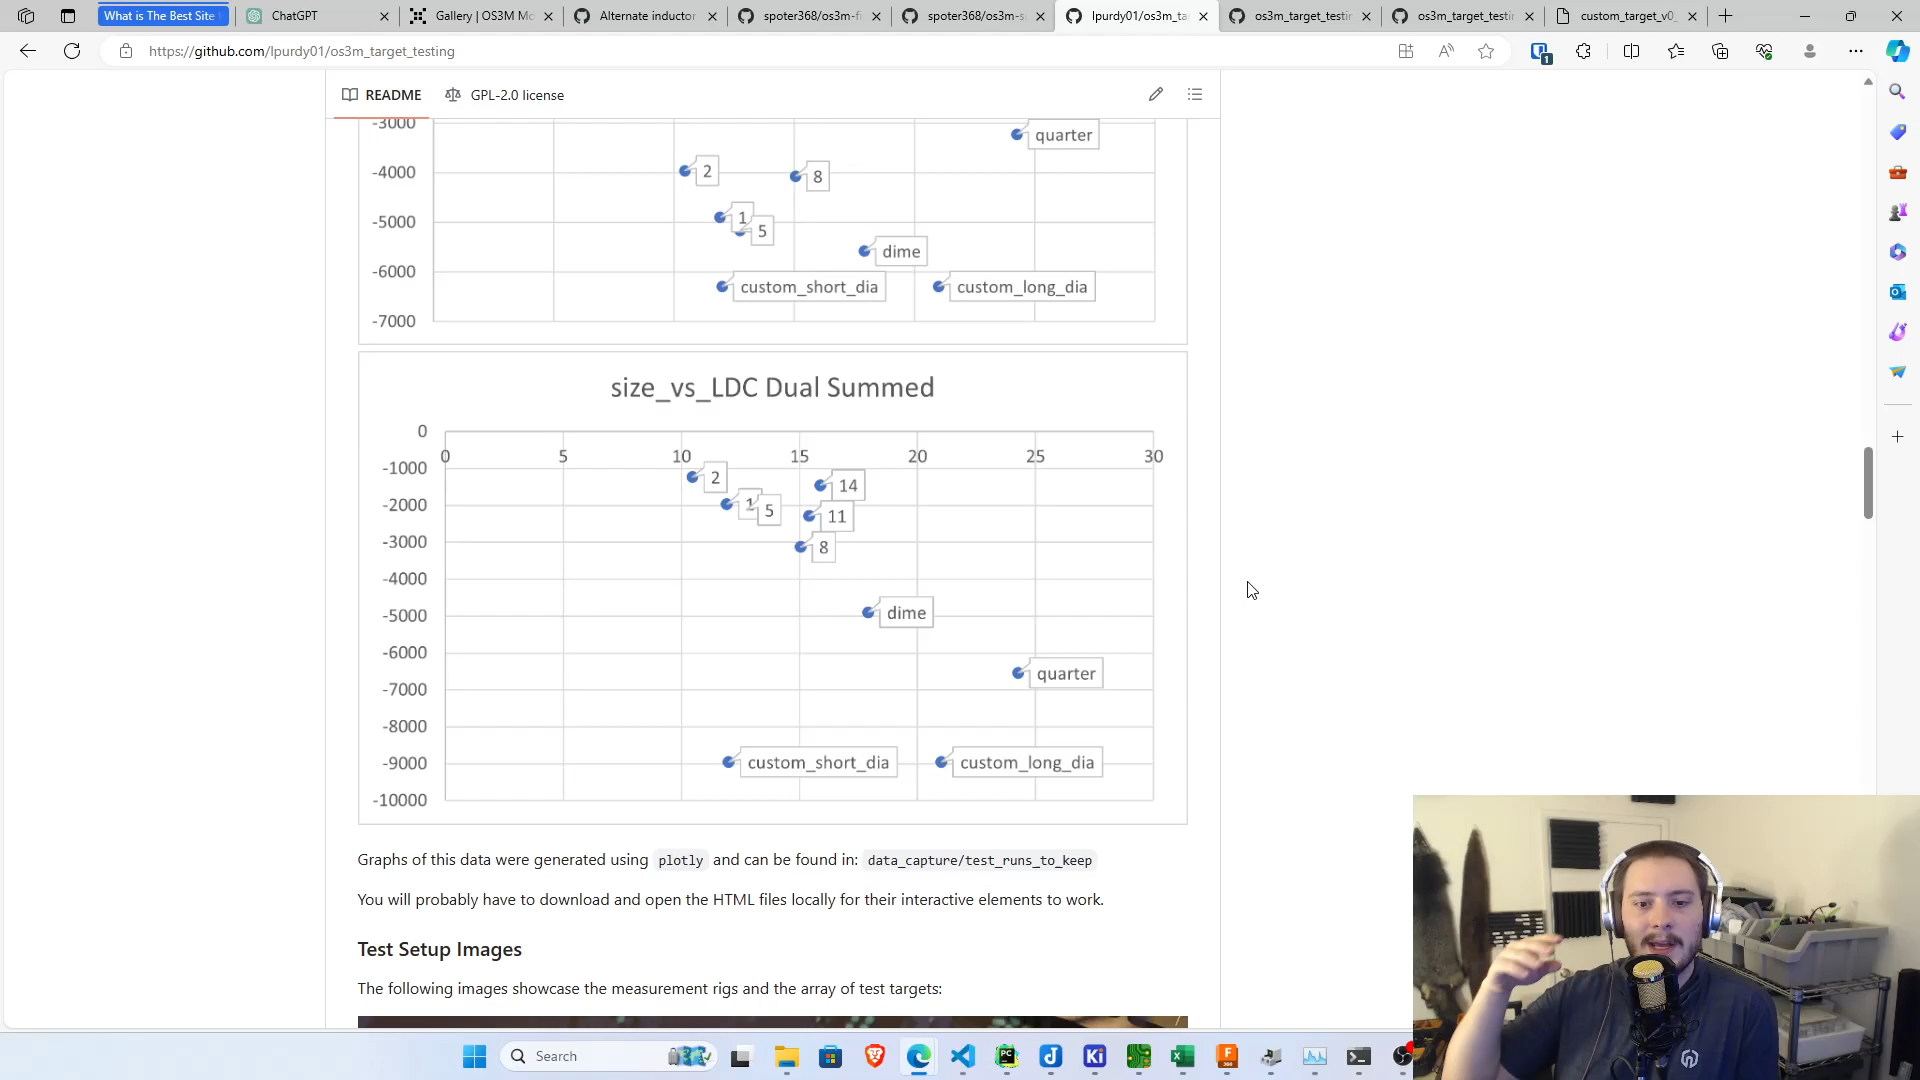 What is The Best Site
ChatGPT
Gallery | OS3M Mo
Alternate inductor
spoter368/os3m-fi
spoter368/os3m-s
lpurdy01/os3m_ta
os3m_target_testin
os3m_target_testin
custom_target_v0_
https://github.com/lpurdy01/os3m_target_testing
1
README
GPL-2.0 license
-3000
quarter
-4000
2
8
-5000
1
5
dime
-6000
custom_short_dia
custom_long_dia
-7000
size_vs_LDC Dual Summed
0
0 5 10 15 20 25 30
-1000
2
14
-2000
1
5
11
-3000
8
-4000
-5000
dime
-6000
quarter
-7000
-8000
-9000
custom_short_dia
custom_long_dia
-10000
Graphs of this data were generated using plotly and can be found in: data_capture/test_runs_to_keep
You will probably have to download and open the HTML files locally for their interactive elements to work.
Test Setup Images
The following images showcase the measurement rigs and the array of test targets:
Search